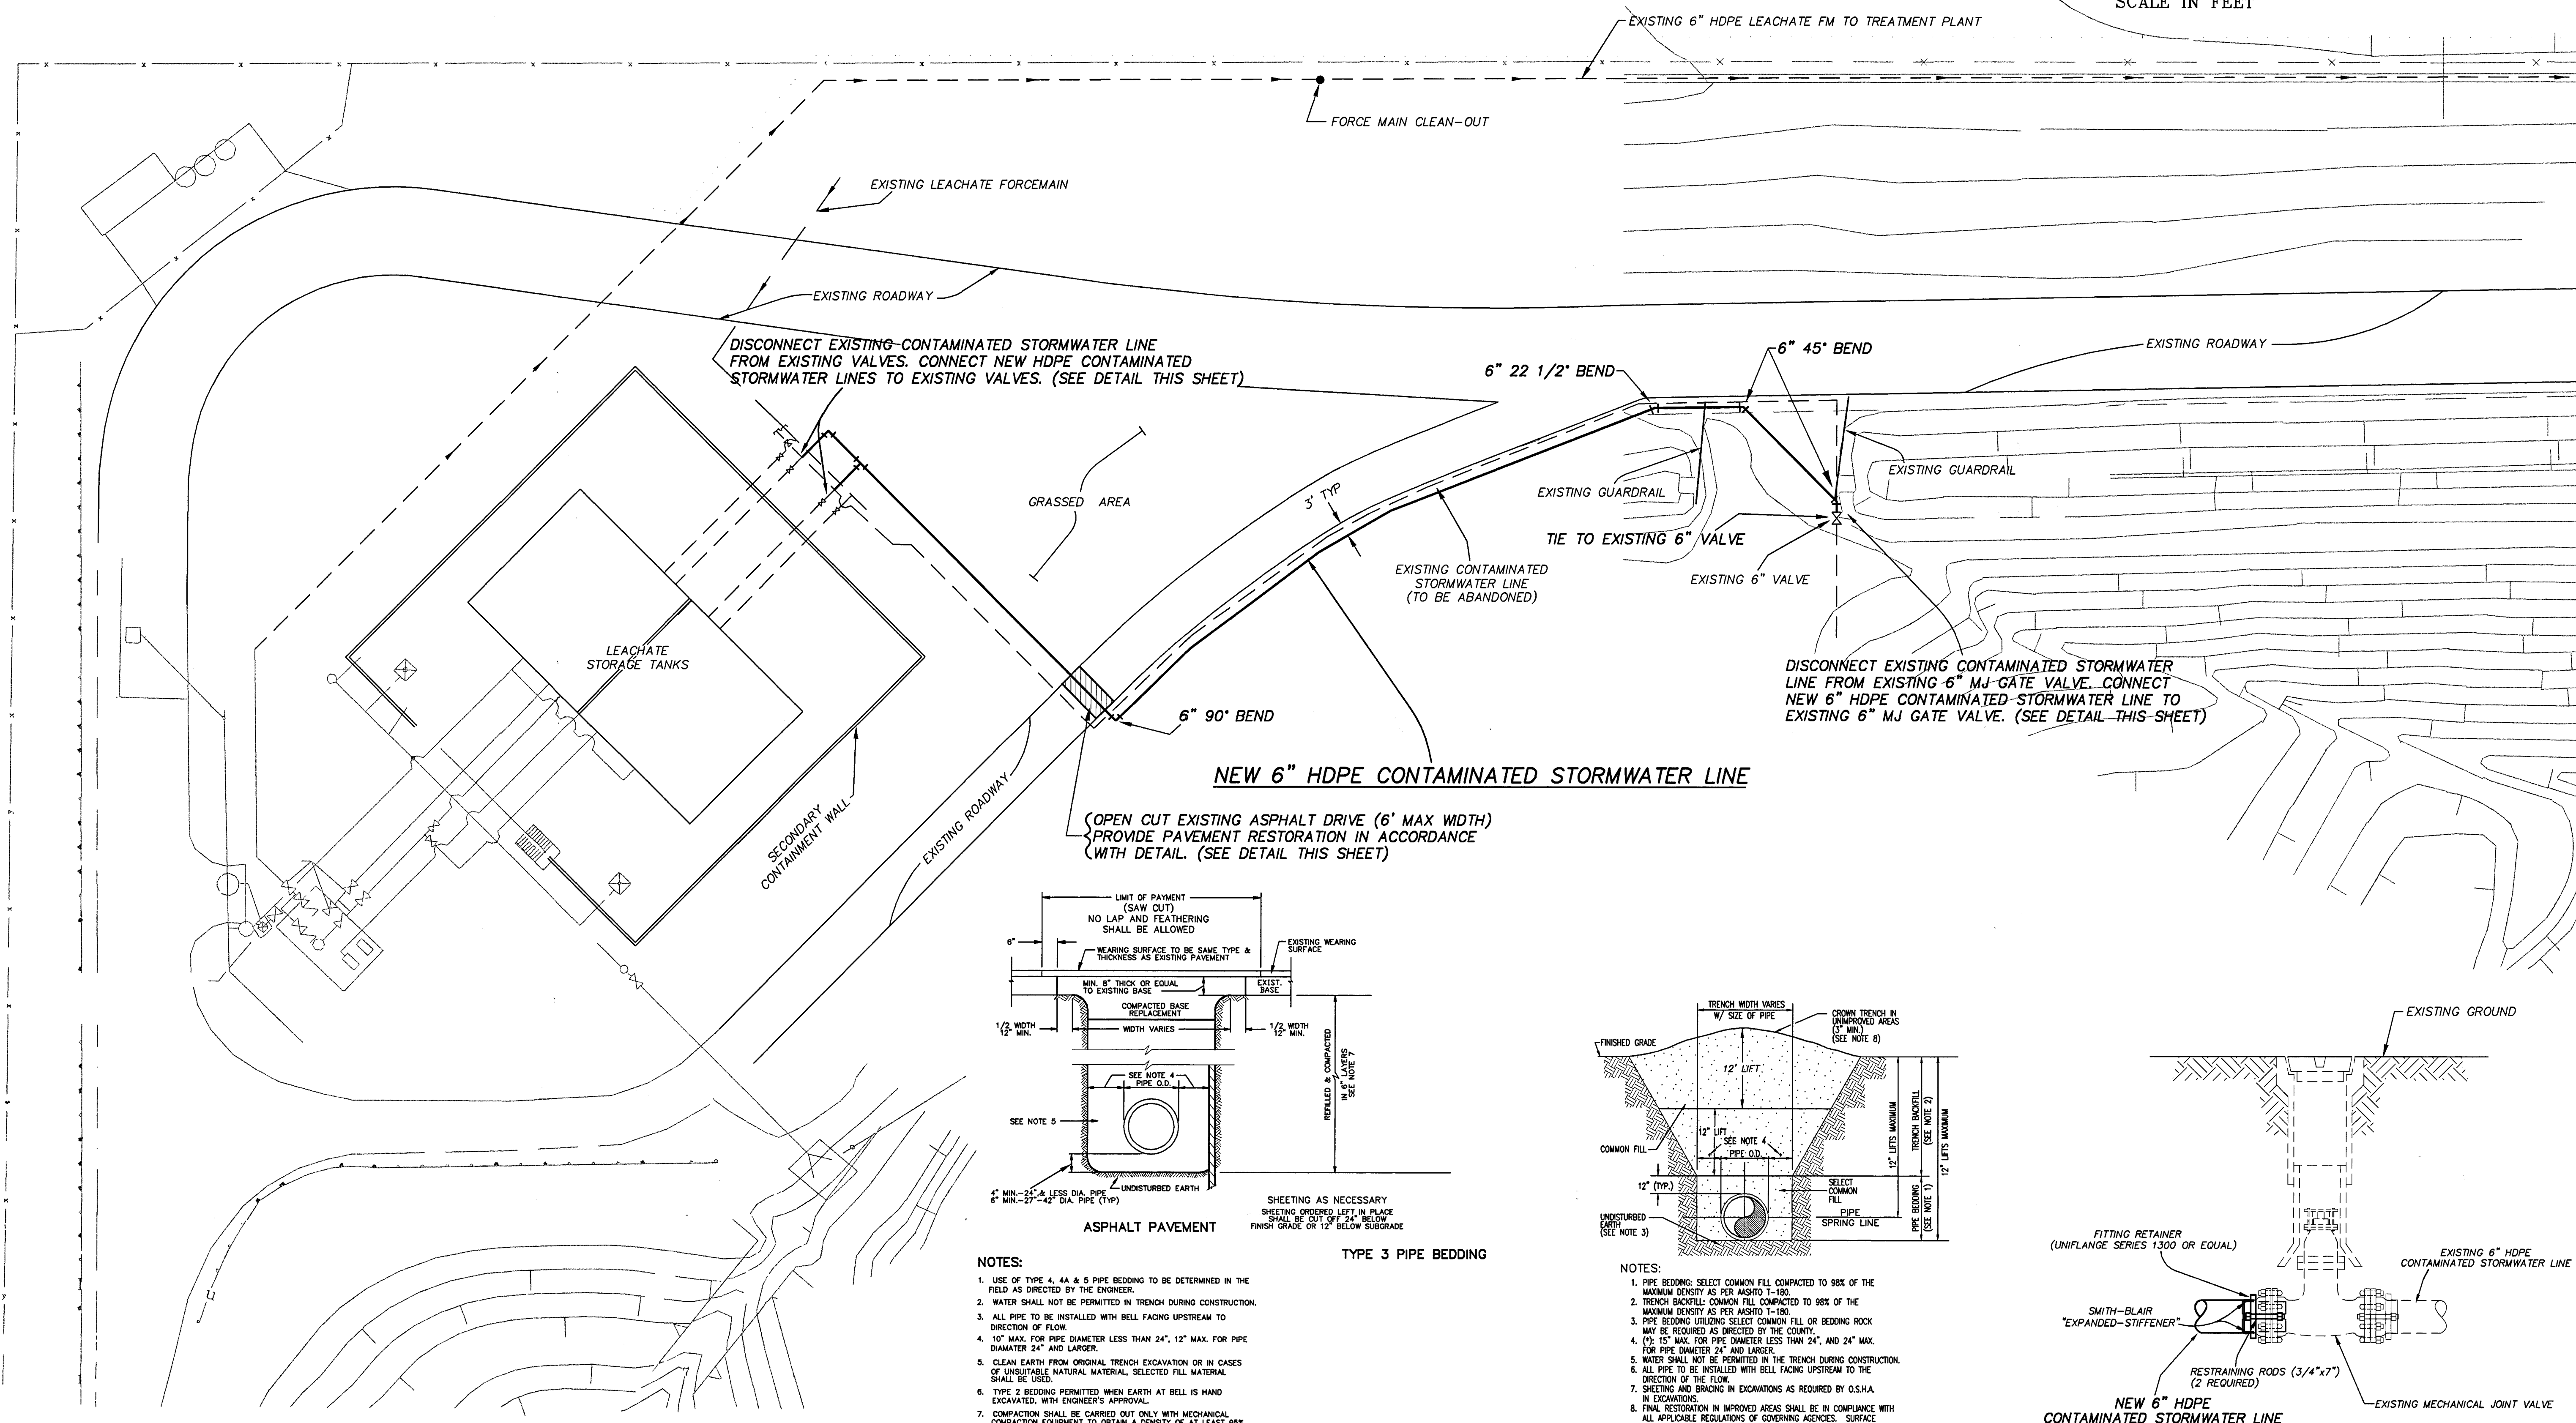 SCALE IN FEET
EXISTING 6" HDPE LEACHATE FM TO TREATMENT PLANT
FORCE MAIN CLEAN-OUT
EXISTING LEACHATE FORCEMAIN
EXISTING ROADWAY
DISCONNECT EXISTING CONTAMINATED STORMWATER LINE
FROM EXISTING VALVES. CONNECT NEW HDPE CONTAMINATED
STORMWATER LINES TO EXISTING VALVES. (SEE DETAIL THIS SHEET)
6" 22 1/2° BEND
6" 45° BEND
EXISTING ROADWAY
GRASSED AREA
3' TYP
EXISTING GUARDRAIL
EXISTING GUARDRAIL
TIE TO EXISTING 6" VALVE
EXISTING CONTAMINATED
STORMWATER LINE
(TO BE ABANDONED)
EXISTING 6" VALVE
LEACHATE
STORAGE TANKS
DISCONNECT EXISTING CONTAMINATED STORMWATER
LINE FROM EXISTING 6" MJ GATE VALVE. CONNECT
NEW 6" HDPE CONTAMINATED STORMWATER LINE TO
EXISTING 6" MJ GATE VALVE. (SEE DETAIL THIS SHEET)
6" 90° BEND
NEW 6" HDPE CONTAMINATED STORMWATER LINE
SECONDARY
CONTAINMENT WALL
EXISTING ROADWAY
OPEN CUT EXISTING ASPHALT DRIVE (6' MAX WIDTH)
PROVIDE PAVEMENT RESTORATION IN ACCORDANCE
WITH DETAIL. (SEE DETAIL THIS SHEET)
LIMIT OF PAYMENT
(SAW CUT)
NO LAP AND FEATHERING
SHALL BE ALLOWED
6"
WEARING SURFACE TO BE SAME TYPE &
THICKNESS AS EXISTING PAVEMENT
EXISTING WEARING
SURFACE
MIN. 8" THICK OR EQUAL
TO EXISTING BASE
EXIST.
BASE
COMPACTED BASE
REPLACEMENT
1/2 WIDTH
12" MIN.
WIDTH VARIES
1/2 WIDTH
12" MIN.
REFILLED & COMPACTED
IN 6" LAYERS
SEE NOTE 7
SEE NOTE 4
PIPE O.D.
SEE NOTE 5
4" MIN.-24" & LESS DIA. PIPE
6" MIN.-27"-42" DIA. PIPE (TYP)
UNDISTURBED EARTH
SHEETING AS NECESSARY
SHEETING ORDERED LEFT IN PLACE
SHALL BE CUT OFF 24" BELOW
FINISH GRADE OR 12" BELOW SUBGRADE
ASPHALT PAVEMENT
TYPE 3 PIPE BEDDING
NOTES:
1. USE OF TYPE 4, 4A & 5 PIPE BEDDING TO BE DETERMINED IN THE
FIELD AS DIRECTED BY THE ENGINEER.
2. WATER SHALL NOT BE PERMITTED IN TRENCH DURING CONSTRUCTION.
3. ALL PIPE TO BE INSTALLED WITH BELL FACING UPSTREAM TO
DIRECTION OF FLOW.
4. 10" MAX. FOR PIPE DIAMETER LESS THAN 24", 12" MAX. FOR PIPE
DIAMATER 24" AND LARGER.
5. CLEAN EARTH FROM ORIGINAL TRENCH EXCAVATION OR IN CASES
OF UNSUITABLE NATURAL MATERIAL, SELECTED FILL MATERIAL
SHALL BE USED.
6. TYPE 2 BEDDING PERMITTED WHEN EARTH AT BELL IS HAND
EXCAVATED, WITH ENGINEER'S APPROVAL.
7. COMPACTION SHALL BE CARRIED OUT ONLY WITH MECHANICAL
COMPACTION EQUIPMENT TO OBTAIN A DENSITY OF AT LEAST 95%
TRENCH WIDTH VARIES
W/ SIZE OF PIPE
CROWN TRENCH IN
UNIMPROVED AREAS
(3" MIN.)
(SEE NOTE 8)
FINISHED GRADE
12' LIFT
12" LIFT
SEE NOTE 4
PIPE O.D.
COMMON FILL
12" (TYP.)
SELECT
COMMON
FILL
UNDISTURBED
EARTH
(SEE NOTE 3)
PIPE
SPRING LINE
12" LIFTS MAXIMUM
TRENCH BACKFILL
(SEE NOTE 2)
PIPE BEDDING
(SEE NOTE 1)
12" LIFTS MAXIMUM
NOTES:
1. PIPE BEDDING: SELECT COMMON FILL COMPACTED TO 98% OF THE
MAXIMUM DENSITY AS PER AASHTO T-180.
2. TRENCH BACKFILL: COMMON FILL COMPACTED TO 98% OF THE
MAXIMUM DENSITY AS PER AASHTO T-180.
3. PIPE BEDDING UTILIZING SELECT COMMON FILL OR BEDDING ROCK
MAY BE REQUIRED AS DIRECTED BY THE COUNTY.
4. (*): 15" MAX. FOR PIPE DIAMETER LESS THAN 24", AND 24" MAX.
FOR PIPE DIAMETER 24" AND LARGER.
5. WATER SHALL NOT BE PERMITTED IN THE TRENCH DURING CONSTRUCTION.
6. ALL PIPE TO BE INSTALLED WITH BELL FACING UPSTREAM TO THE
DIRECTION OF THE FLOW.
7. SHEETING AND BRACING IN EXCAVATIONS AS REQUIRED BY O.S.H.A.
IN EXCAVATIONS.
8. FINAL RESTORATION IN IMPROVED AREAS SHALL BE IN COMPLIANCE WITH
ALL APPLICABLE REGULATIONS OF GOVERNING AGENCIES. SURFACE
EXISTING GROUND
FITTING RETAINER
(UNIFLANGE SERIES 1300 OR EQUAL)
EXISTING 6" HDPE
CONTAMINATED STORMWATER LINE
SMITH-BLAIR
"EXPANDED-STIFFENER"
RESTRAINING RODS (3/4"x7")
(2 REQUIRED)
NEW 6" HDPE
CONTAMINATED STORMWATER LINE
EXISTING MECHANICAL JOINT VALVE